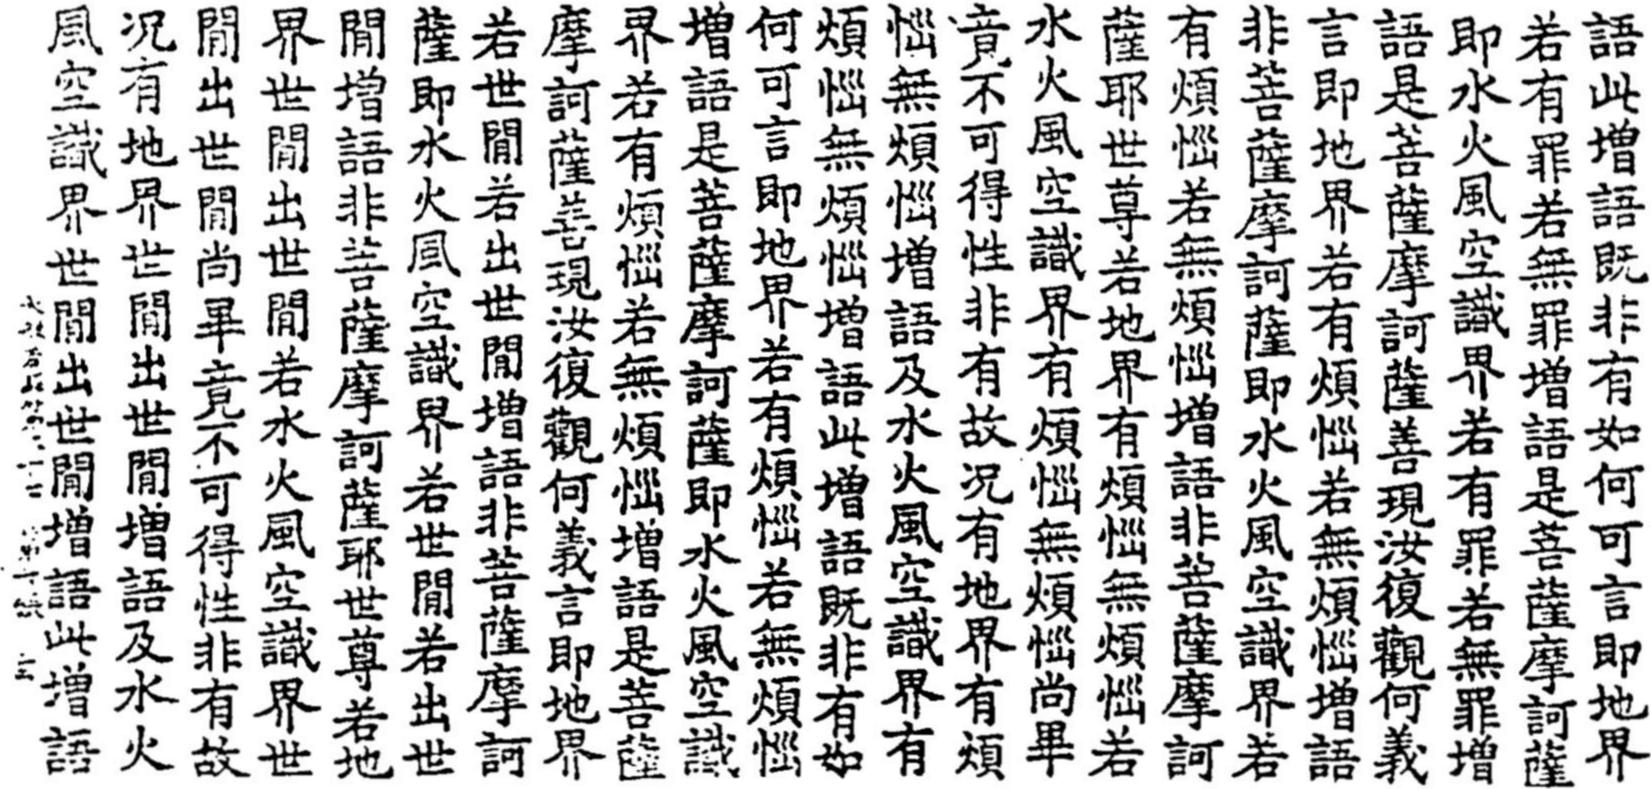 語此增語既非有如何可言即地界
若有罪若無罪增語是菩薩摩訶薩
即水火風空識界若有罪若無罪增
語是菩薩摩訶薩善現汝復觀何義
言即地界若有煩惱若無煩惱增語
非菩薩摩訶薩即水火風空識界若
有煩惱若無煩惱增語非菩薩摩訶
薩耶世尊若地界有煩惱無煩惱若
水火風空識界有煩惱無煩惱尚畢
竟不可得性非有故况有地界有煩
惱無煩惱增語及水火風空識界有
煩惱無煩惱增語此增語既非有如
何可言即地界若有煩惱若無煩惱
增語是菩薩摩訶薩即水火風空識
界若有煩惱若無煩惱增語是菩薩
摩訶薩善現汝復觀何義言即地界
若世閒若出世閒增語非菩薩摩訶
薩即水火風空識界若世閒若出世
閒增語非菩薩摩訶薩耶世尊若地
界世閒出世閒若水火風空識界世
閒出世閒尚畢竟不可得性非有故
况有地界世閒出世閒增語及水火
風空識界世閒出世閒增語此增語